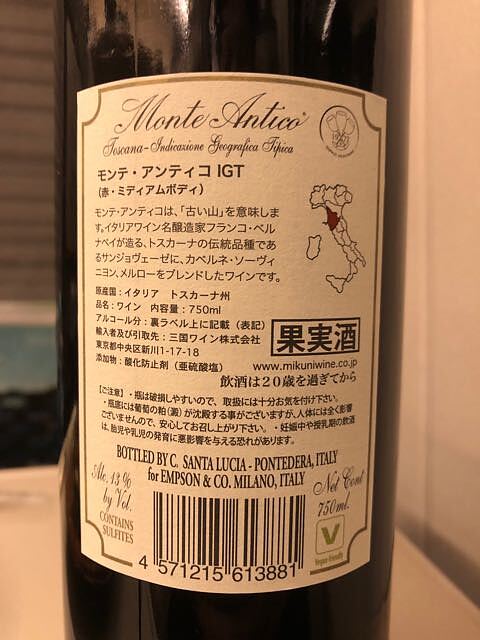 Monte Antico®
Toscana-Indicazione Geografica Tipica
モンテ・アンティコ IGT
(赤・ミディアムボディ)
モンテ・アンティコは、「古い山」を意味しま
す。イタリアワイン名醸造家フランコ・ベル
ナベイが造る、トスカーナの伝統品種であ
るサンジョヴェーゼに、カベルネ・ソーヴィ
ニヨン、メルローをブレンドしたワインです。
原産国：イタリア トスカーナ州
品名：ワイン 内容量：750ml
アルコール分：裏ラベル上に記載（表記）
輸入者及び引取先：三国ワイン株式会社
東京都中央区新川1-17-18
添加物：酸化防止剤（亜硫酸塩）
果実酒
www.mikuniwine.co.jp
飲酒は20歳を過ぎてから
【ご注意】・瓶は破損しやすいので、取扱には十分お気を付け下さい。
・瓶底には葡萄の粕(澱)が沈殿する事がございますが、人体には全く影響
ございませんので、安心してお召し上がり下さい。・妊娠中や授乳期の飲酒
は、胎児や乳児の発育に悪影響を与える恐れがあります。
BOTTLED BY C. SANTA LUCIA - PONTEDERA, ITALY
for EMPSON & CO. MILANO, ITALY
Alc. 13%
by Vol.
CONTAINS
SULFITES
Net Cont
750ml.
V
Vegan-friendly
4 571215 613881